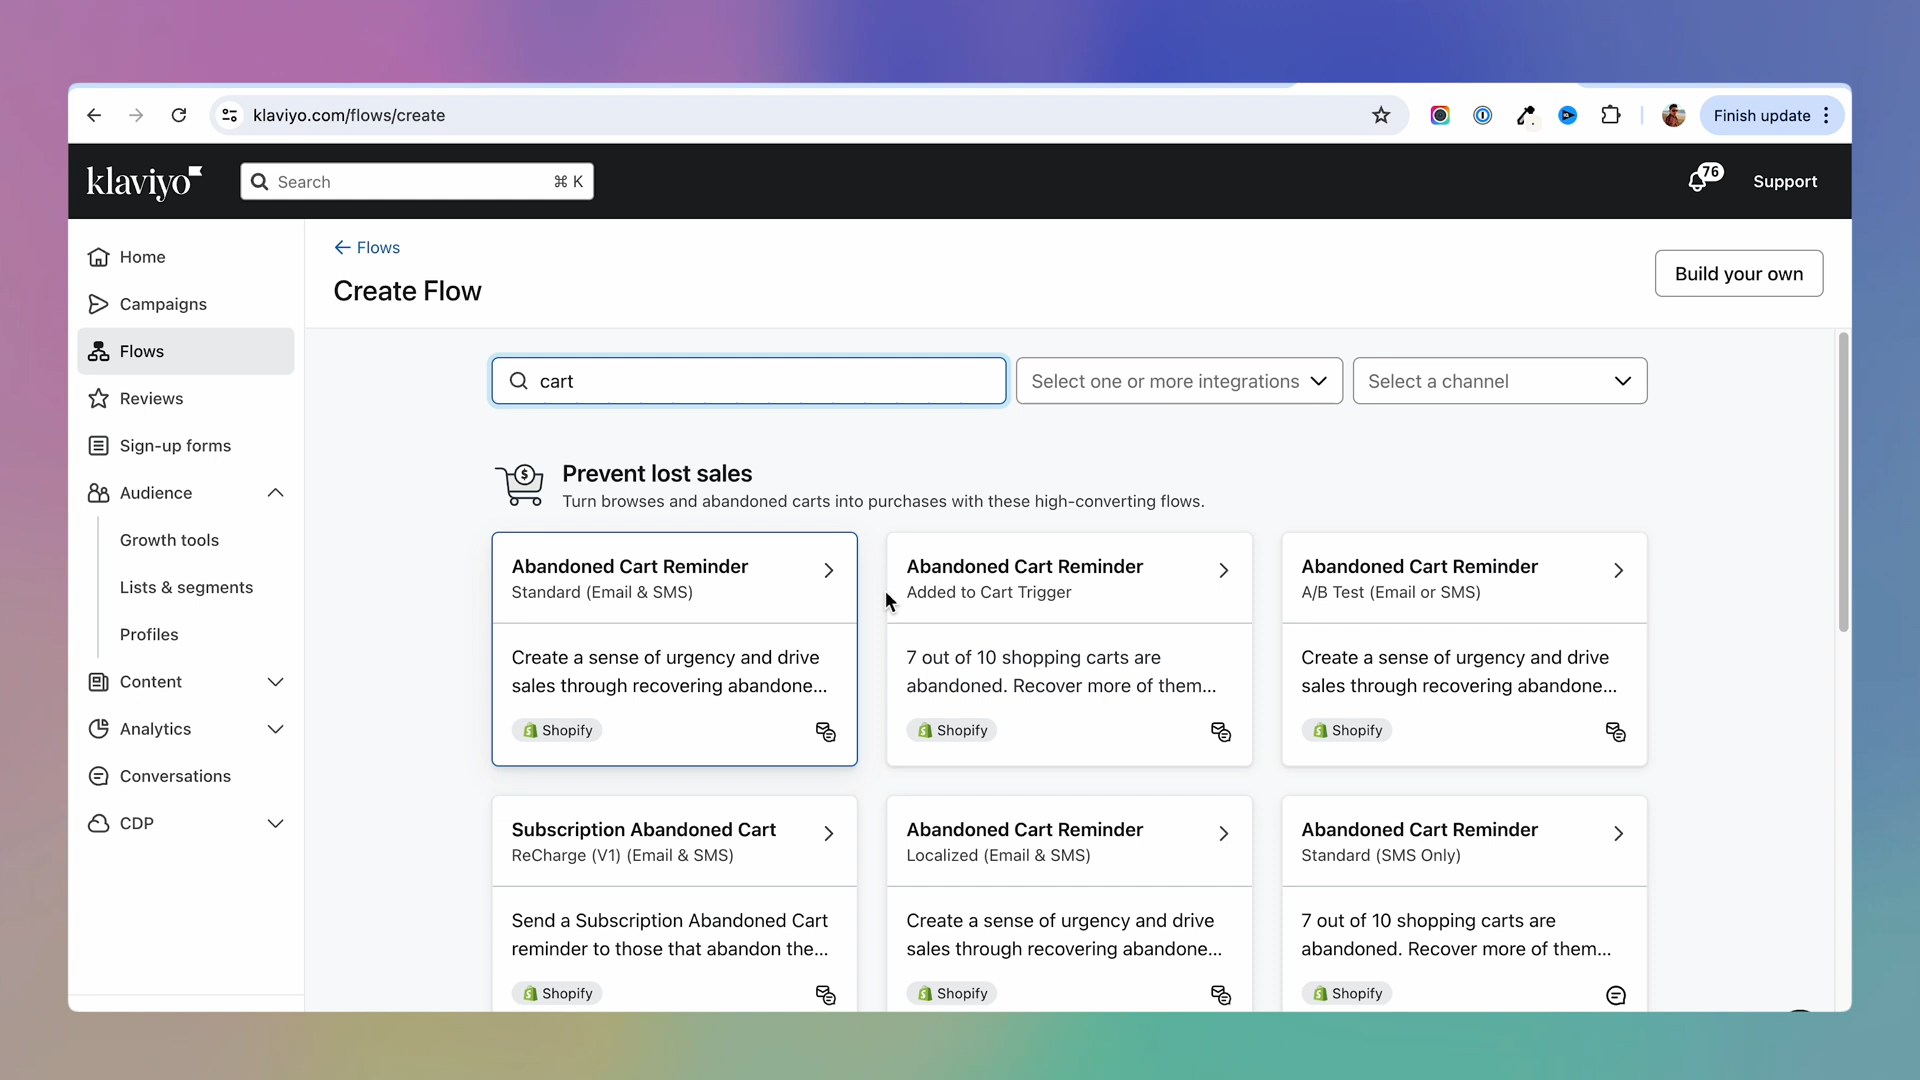 klaviyo.com/flows/create
Finish update
klaviyo
Search
⌘ K
76
Support
Home
Campaigns
Flows
Reviews
Sign-up forms
Audience
Growth tools
Lists & segments
Profiles
Content
Analytics
Conversations
CDP
← Flows
Create Flow
Build your own
cart
Select one or more integrations
Select a channel
Prevent lost sales
Turn browses and abandoned carts into purchases with these high-converting flows.
Abandoned Cart Reminder
Standard (Email & SMS)
Create a sense of urgency and drive
sales through recovering abandone...
Shopify
Abandoned Cart Reminder
Added to Cart Trigger
7 out of 10 shopping carts are
abandoned. Recover more of them...
Shopify
Abandoned Cart Reminder
A/B Test (Email or SMS)
Create a sense of urgency and drive
sales through recovering abandone...
Shopify
Subscription Abandoned Cart
ReCharge (V1) (Email & SMS)
Send a Subscription Abandoned Cart
reminder to those that abandon the...
Shopify
Abandoned Cart Reminder
Localized (Email & SMS)
Create a sense of urgency and drive
sales through recovering abandone...
Shopify
Abandoned Cart Reminder
Standard (SMS Only)
7 out of 10 shopping carts are
abandoned. Recover more of them...
Shopify